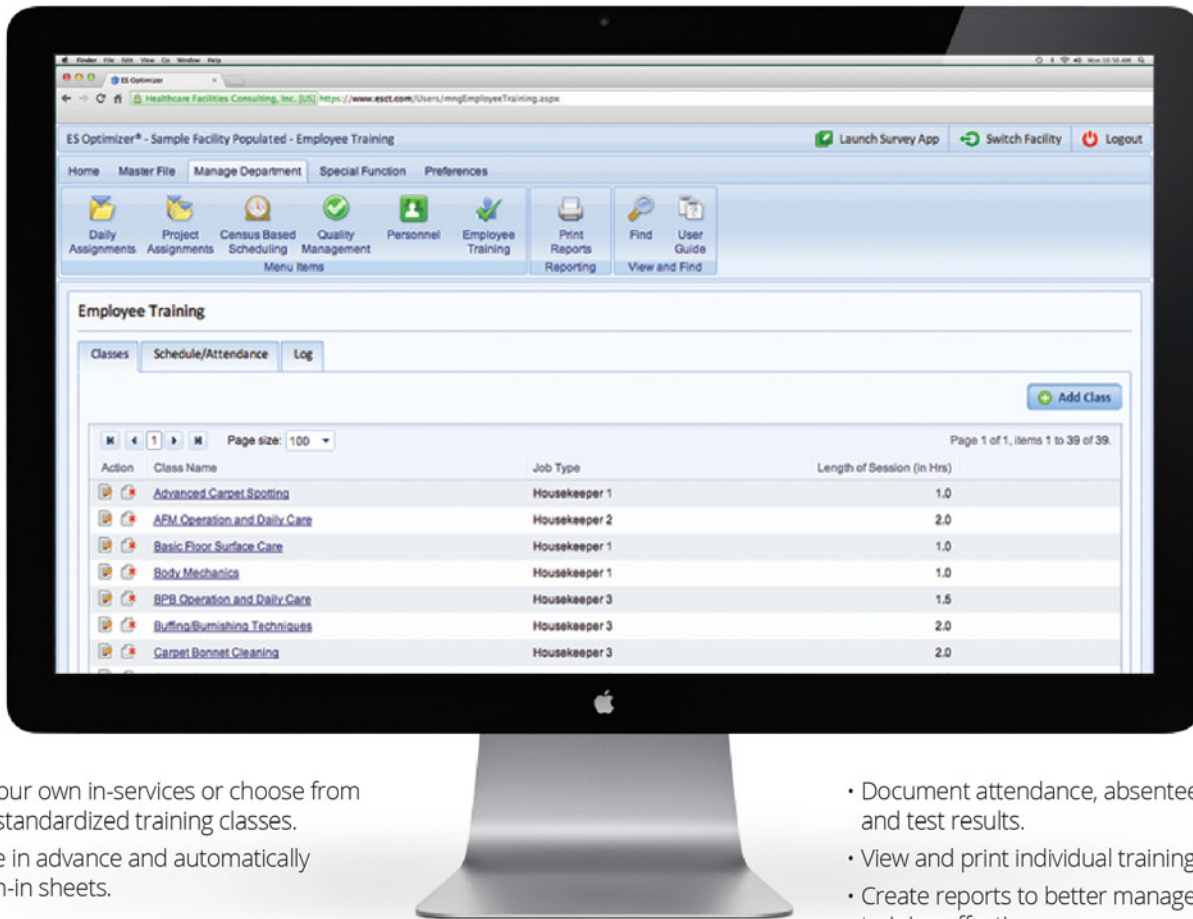 Finder File Edit View Go Window Help Mon 10:10 AM
ES Optimizer
Healthcare Facilities Consulting, Inc. [US] https://www.esct.com/Users/mngEmployeeTraining.aspx
ES Optimizer® - Sample Facility Populated - Employee Training Launch Survey App Switch Facility Logout
Home Master File Manage Department Special Function Preferences
Daily Assignments Project Assignments Census Based Scheduling Quality Management Personnel Employee Training Print Reports Find User Guide
Menu Items Reporting View and Find
Employee Training
Classes Schedule/Attendance Log
Add Class
1 Page size: 100 Page 1 of 1, items 1 to 39 of 39.
Action Class Name Job Type Length of Session (in Hrs)
Advanced Carpet Spotting Housekeeper 1 1.0
AFM Operation and Daily Care Housekeeper 2 2.0
Basic Floor Surface Care Housekeeper 1 1.0
Body Mechanics Housekeeper 1 1.0
BPB Operation and Daily Care Housekeeper 3 1.5
Buffing/Burnishing Techniques Housekeeper 3 2.0
Carpet Bonnet Cleaning Housekeeper 3 2.0
our own in-services or choose from
standardized training classes.
e in advance and automatically
n-in sheets.
• Document attendance, absentee
and test results.
• View and print individual training
• Create reports to better manage